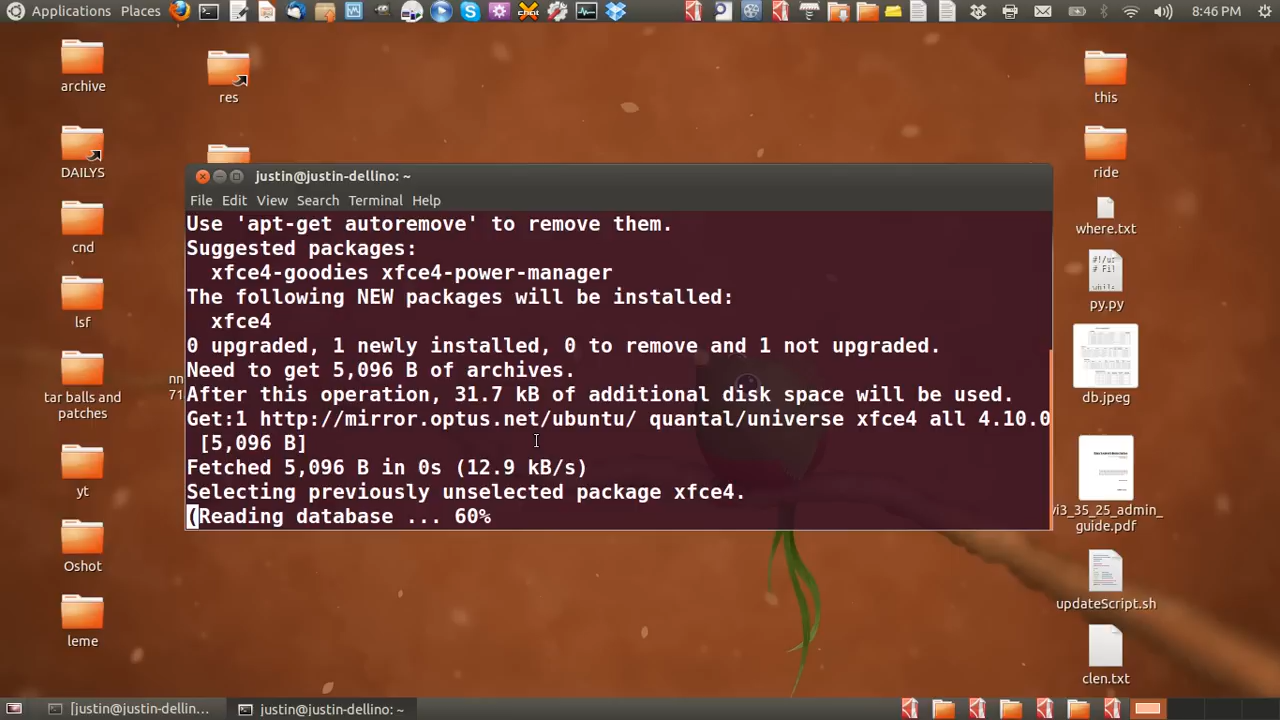 Applications Places
8:46 PM
archive
res
this
DAILYS
ride
cnd
where.txt
#!/u:
# Fil
py.py
lsf
tar balls and
patches
nn
71
db.jpeg
yt
vi3_35_25_admin_
guide.pdf
Oshot
updateScript.sh
leme
clen.txt
justin@justin-dellino: ~
File Edit View Search Terminal Help
Use 'apt-get autoremove' to remove them.
Suggested packages:
xfce4-goodies xfce4-power-manager
The following NEW packages will be installed:
xfce4
0 upgraded, 1 newly installed, 0 to remove and 1 not upgraded.
Need to get 5,096 B of archives.
After this operation, 31.7 kB of additional disk space will be used.
Get:1 http://mirror.optus.net/ubuntu/ quantal/universe xfce4 all 4.10.0
[5,096 B]
Fetched 5,096 B in 0s (12.9 kB/s)
Selecting previously unselected package xfce4.
(Reading database ... 60%
[justin@justin-dellin...
justin@justin-dellino: ~